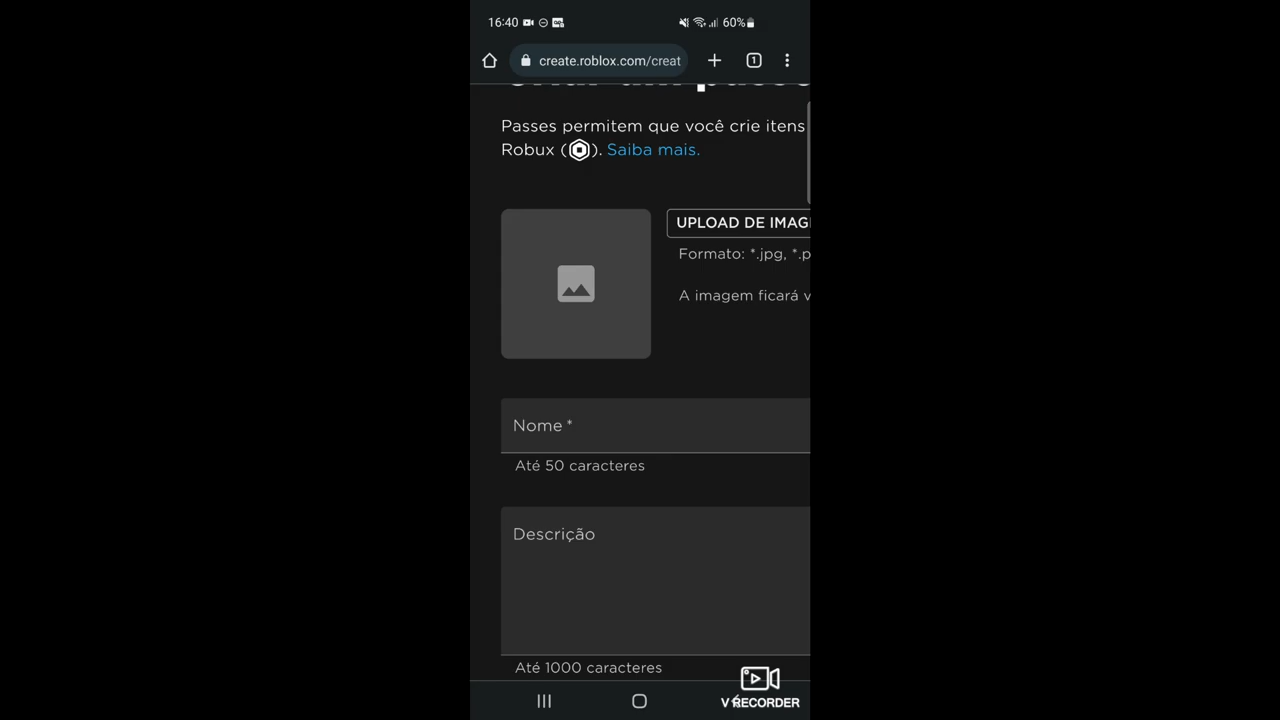 16:40
60%
create.roblox.com/creat
1
Passes permitem que você crie itens
Robux ( ). Saiba mais.
UPLOAD DE IMAG
Formato: *.jpg, *.p
A imagem ficará v
Nome *
Até 50 caracteres
Descrição
Até 1000 caracteres
V RECORDER